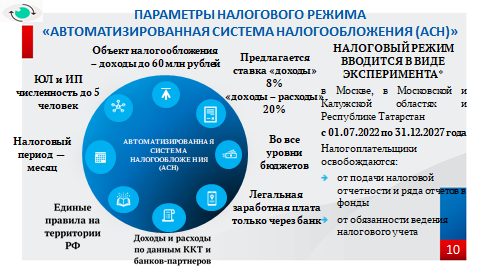 ПАРАМЕТРЫ НАЛОГОВОГО РЕЖИМА
«АВТОМАТИЗИРОВАННАЯ СИСТЕМА НАЛОГООБЛОЖЕНИЯ (АСН)»
Объект налогообложения
– доходы до 60 млн рублей
ЮЛ и ИП
численность до 5
человек
Налоговый
период —
месяц
Единые
правила на
территории
РФ
АВТОМАТИЗИРОВАННАЯ
СИСТЕМА
НАЛОГООБЛОЖЕНИЯ
(АСН)
Доходы и расходы
по данным ККТ и
банков-партнеров
Предлагается
ставка «доходы»
8%
«доходы – расходы»
20%
Во все
уровни
бюджетов
Легальная
заработная плата
только через банк
НАЛОГОВЫЙ РЕЖИМ
ВВОДИТСЯ В ВИДЕ
ЭКСПЕРИМЕНТА*
в Москве, в Московской и
Калужской областях и
Республике Татарстан
с 01.07.2022 по 31.12.2027 года
Налогоплательщики
освобождаются:
от подачи налоговой
отчетности и ряда отчетов в
фонды
от обязанности ведения
налогового учета
10